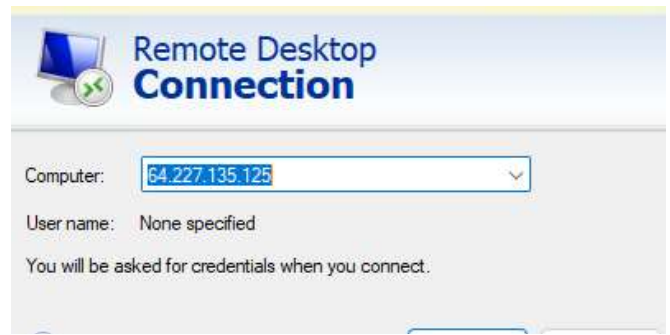 Remote Desktop
Connection
Computer: 64.227.135.125
User name: None specified
You will be asked for credentials when you connect.